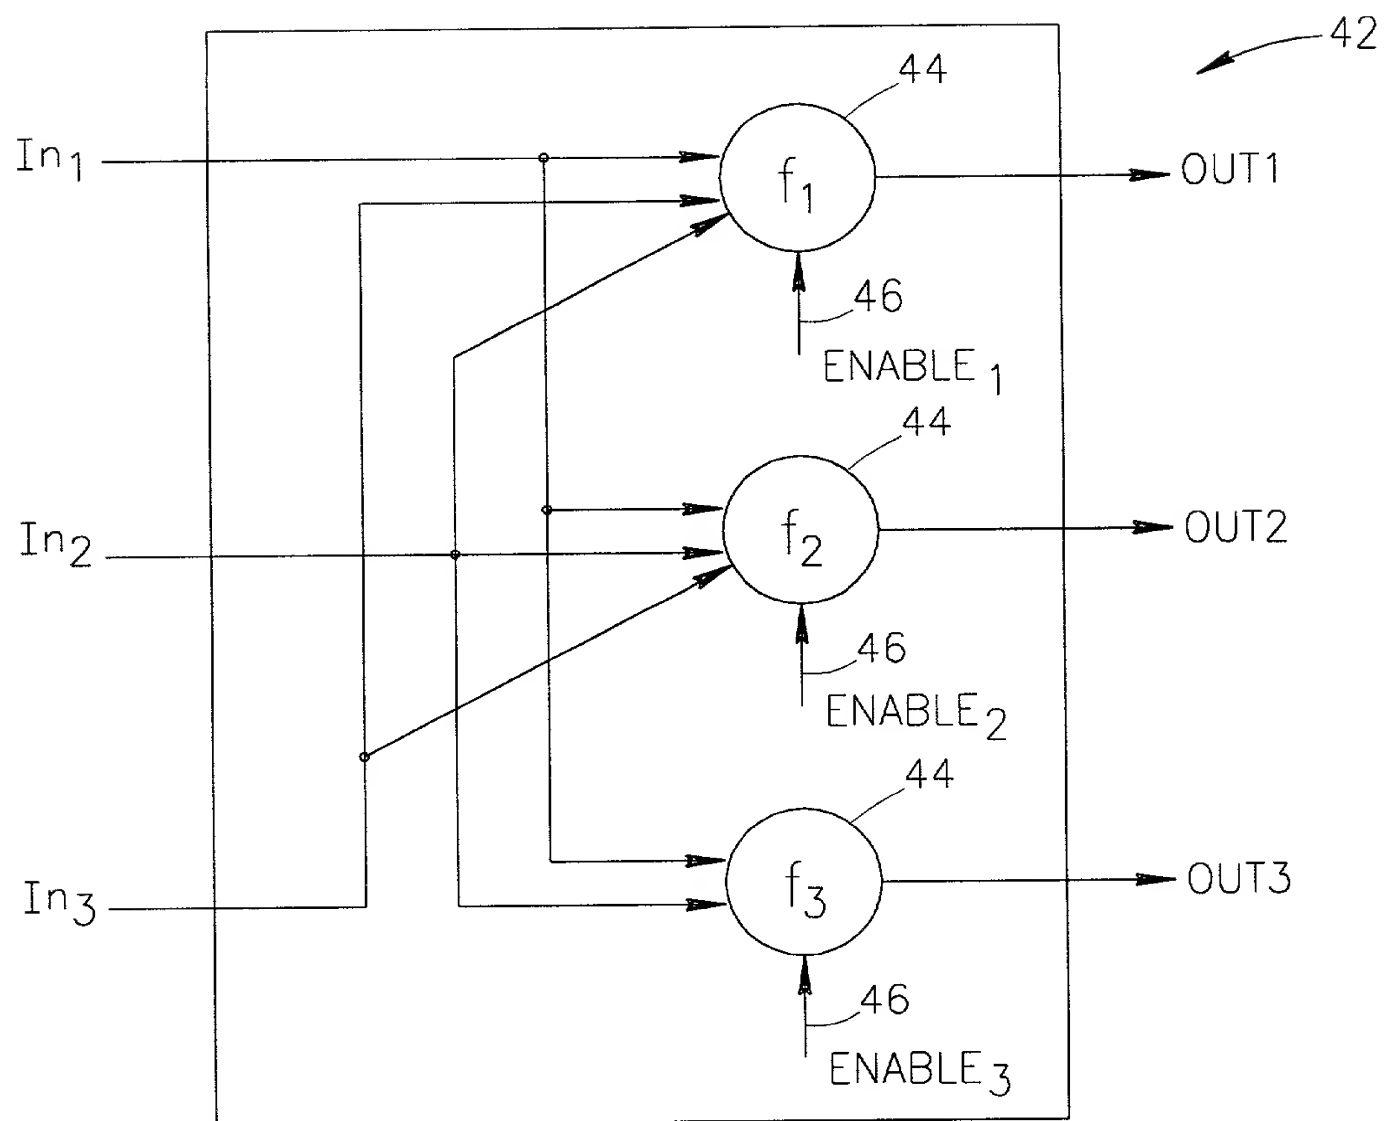 42
44
In1
f1
OUT1
46
ENABLE1
44
In2
f2
OUT2
46
ENABLE2
44
In3
f3
OUT3
46
ENABLE3